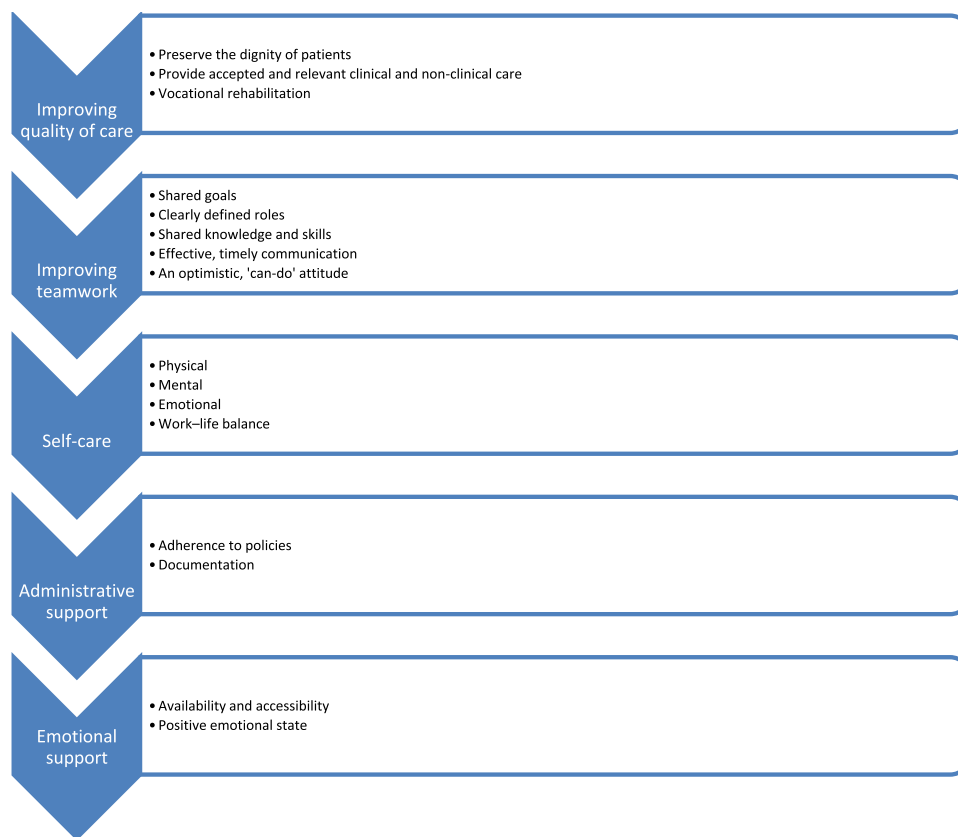 Improving
quality of care
• Preserve the dignity of patients
• Provide accepted and relevant clinical and non-clinical care
• Vocational rehabilitation
Improving
teamwork
• Shared goals
• Clearly defined roles
• Shared knowledge and skills
• Effective, timely communication
• An optimistic, 'can-do' attitude
Self-care
• Physical
• Mental
• Emotional
• Work–life balance
Administrative
support
• Adherence to policies
• Documentation
Emotional
support
• Availability and accessibility
• Positive emotional state